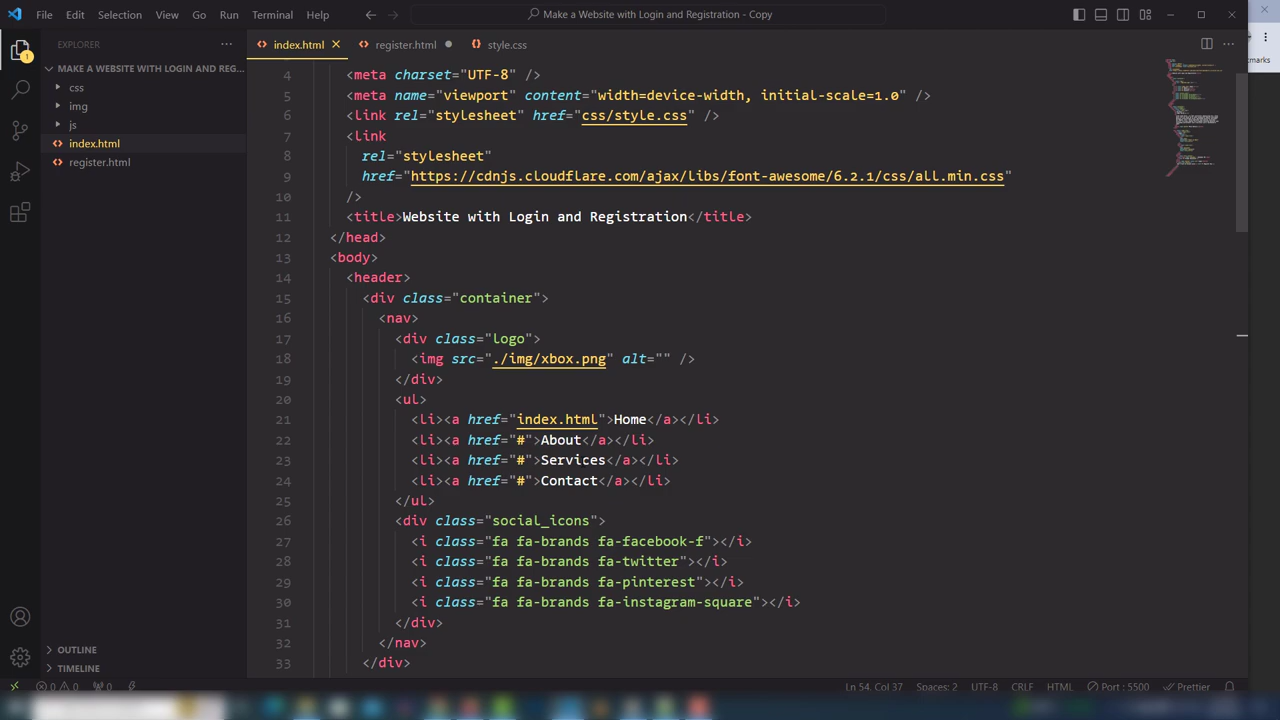 File Edit Selection View Go Run Terminal Help
Make a Website with Login and Registration - Copy
EXPLORER
MAKE A WEBSITE WITH LOGIN AND REG...
css
img
js
index.html
register.html
OUTLINE
TIMELINE
1
index.html register.html style.css
4 <meta charset="UTF-8" />
5 <meta name="viewport" content="width=device-width, initial-scale=1.0" />
6 <link rel="stylesheet" href="css/style.css" />
7 <link
8 rel="stylesheet"
9 href="https://cdnjs.cloudflare.com/ajax/libs/font-awesome/6.2.1/css/all.min.css"
10 />
11 <title>Website with Login and Registration</title>
12 </head>
13 <body>
14 <header>
15 <div class="container">
16 <nav>
17 <div class="logo">
18 <img src="./img/xbox.png" alt="" />
19 </div>
20 <ul>
21 <li><a href="index.html">Home</a></li>
22 <li><a href="#">About</a></li>
23 <li><a href="#">Services</a></li>
24 <li><a href="#">Contact</a></li>
25 </ul>
26 <div class="social_icons">
27 <i class="fa fa-brands fa-facebook-f"></i>
28 <i class="fa fa-brands fa-twitter"></i>
29 <i class="fa fa-brands fa-pinterest"></i>
30 <i class="fa fa-brands fa-instagram-square"></i>
31 </div>
32 </nav>
33 </div>
0 0 0 Ln 54, Col 37 Spaces: 2 UTF-8 CRLF HTML Port : 5500 Prettier